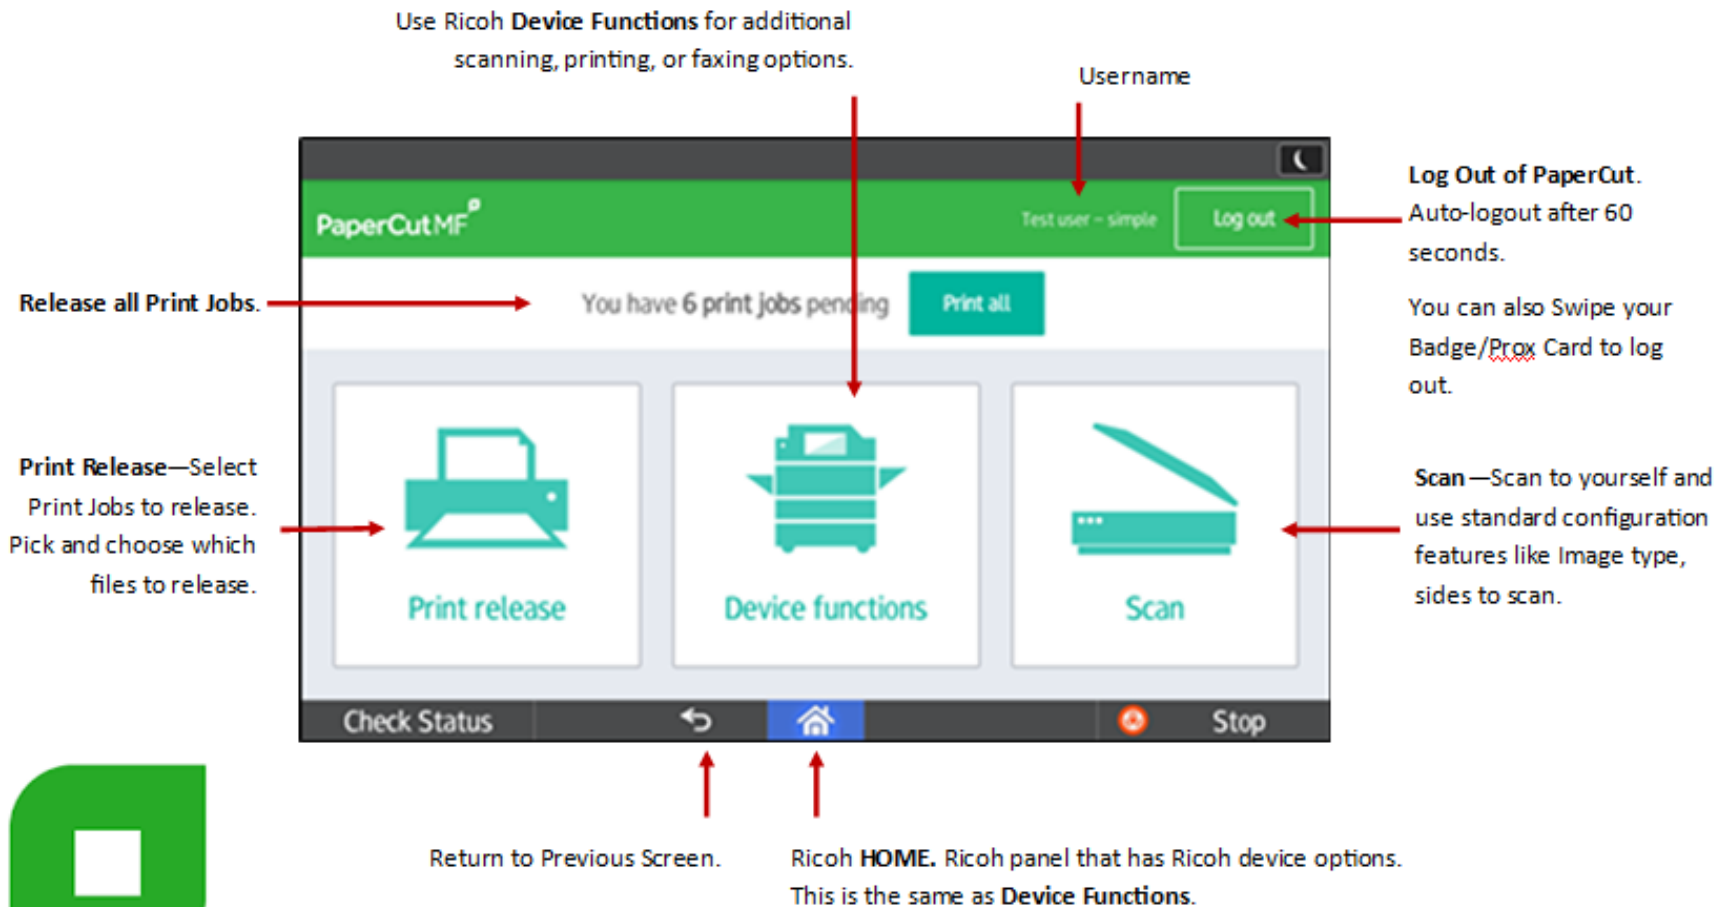 Use Ricoh Device Functions for additional
scanning, printing, or faxing options.
Username
Log Out of PaperCut.
Auto-logout after 60
seconds.
You can also Swipe your
Badge/Prox Card to log
out.
PaperCutMF
Test user – simple
Log out
Release all Print Jobs.
You have 6 print jobs pending
Print all
Print Release—Select
Print Jobs to release.
Pick and choose which
files to release.
Print release
Device functions
Scan
Scan—Scan to yourself and
use standard configuration
features like Image type,
sides to scan.
Check Status
Stop
Return to Previous Screen.
Ricoh HOME. Ricoh panel that has Ricoh device options.
This is the same as Device Functions.